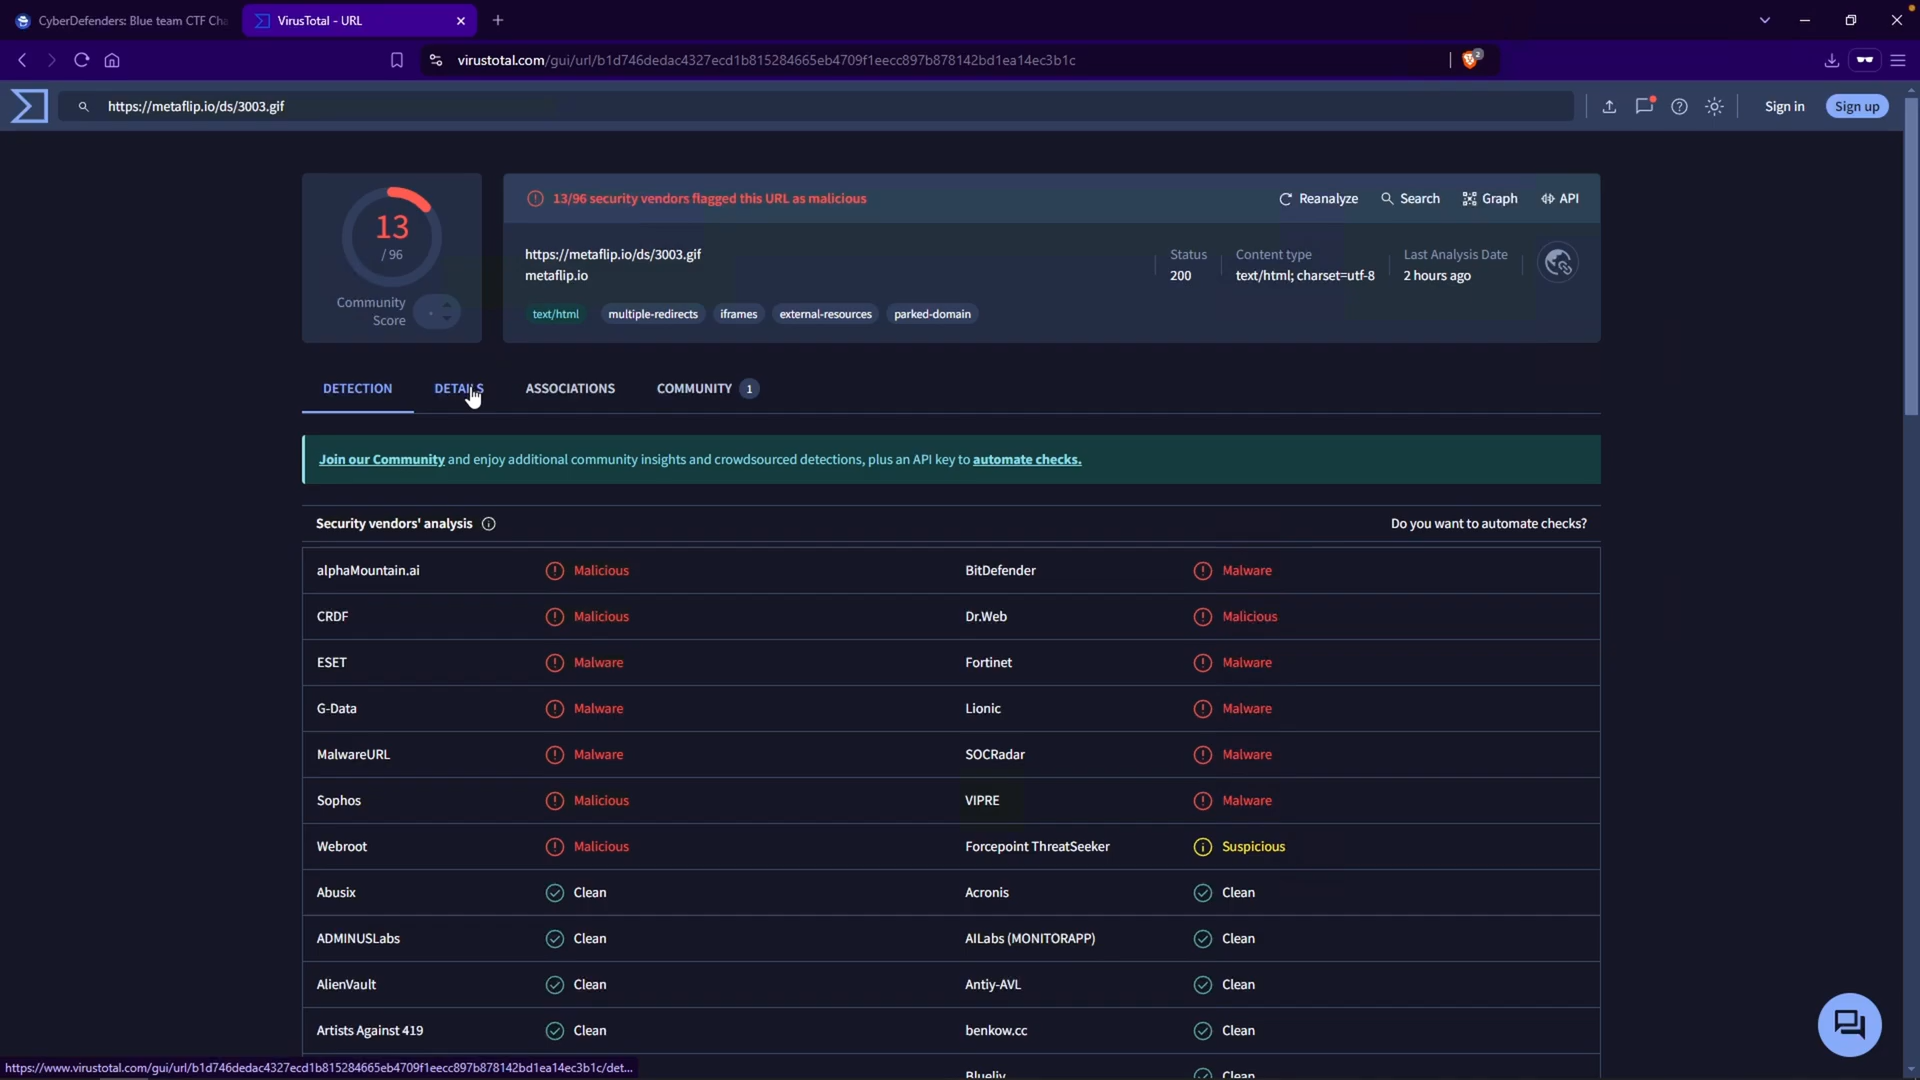 CyberDefenders: Blue team CTF Cha
VirusTotal - URL
virustotal.com/gui/url/b1d746dedac4327ecd1b815284665eb4709f1eecc897b878142bd1ea14ec3b1c
2
https://metaflip.io/ds/3003.gif
Sign in
Sign up
13
/ 96
Community
Score
13/96 security vendors flagged this URL as malicious
Reanalyze
Search
Graph
API
https://metaflip.io/ds/3003.gif
metaflip.io
Status
200
Content type
text/html; charset=utf-8
Last Analysis Date
2 hours ago
text/html
multiple-redirects
iframes
external-resources
parked-domain
DETECTION
DETAILS
ASSOCIATIONS
COMMUNITY 1
Join our Community and enjoy additional community insights and crowdsourced detections, plus an API key to automate checks.
Security vendors' analysis
Do you want to automate checks?
alphaMountain.ai Malicious BitDefender Malware
CRDF Malicious Dr.Web Malicious
ESET Malware Fortinet Malware
G-Data Malware Lionic Malware
MalwareURL Malware SOCRadar Malware
Sophos Malicious VIPRE Malware
Webroot Malicious Forcepoint ThreatSeeker Suspicious
Abusix Clean Acronis Clean
ADMINUSLabs Clean AILabs (MONITORAPP) Clean
AlienVault Clean Antiy-AVL Clean
Artists Against 419 Clean benkow.cc Clean
Blueliv Clean
https://www.virustotal.com/gui/url/b1d746dedac4327ecd1b815284665eb4709f1eecc897b878142bd1ea14ec3b1c/det...